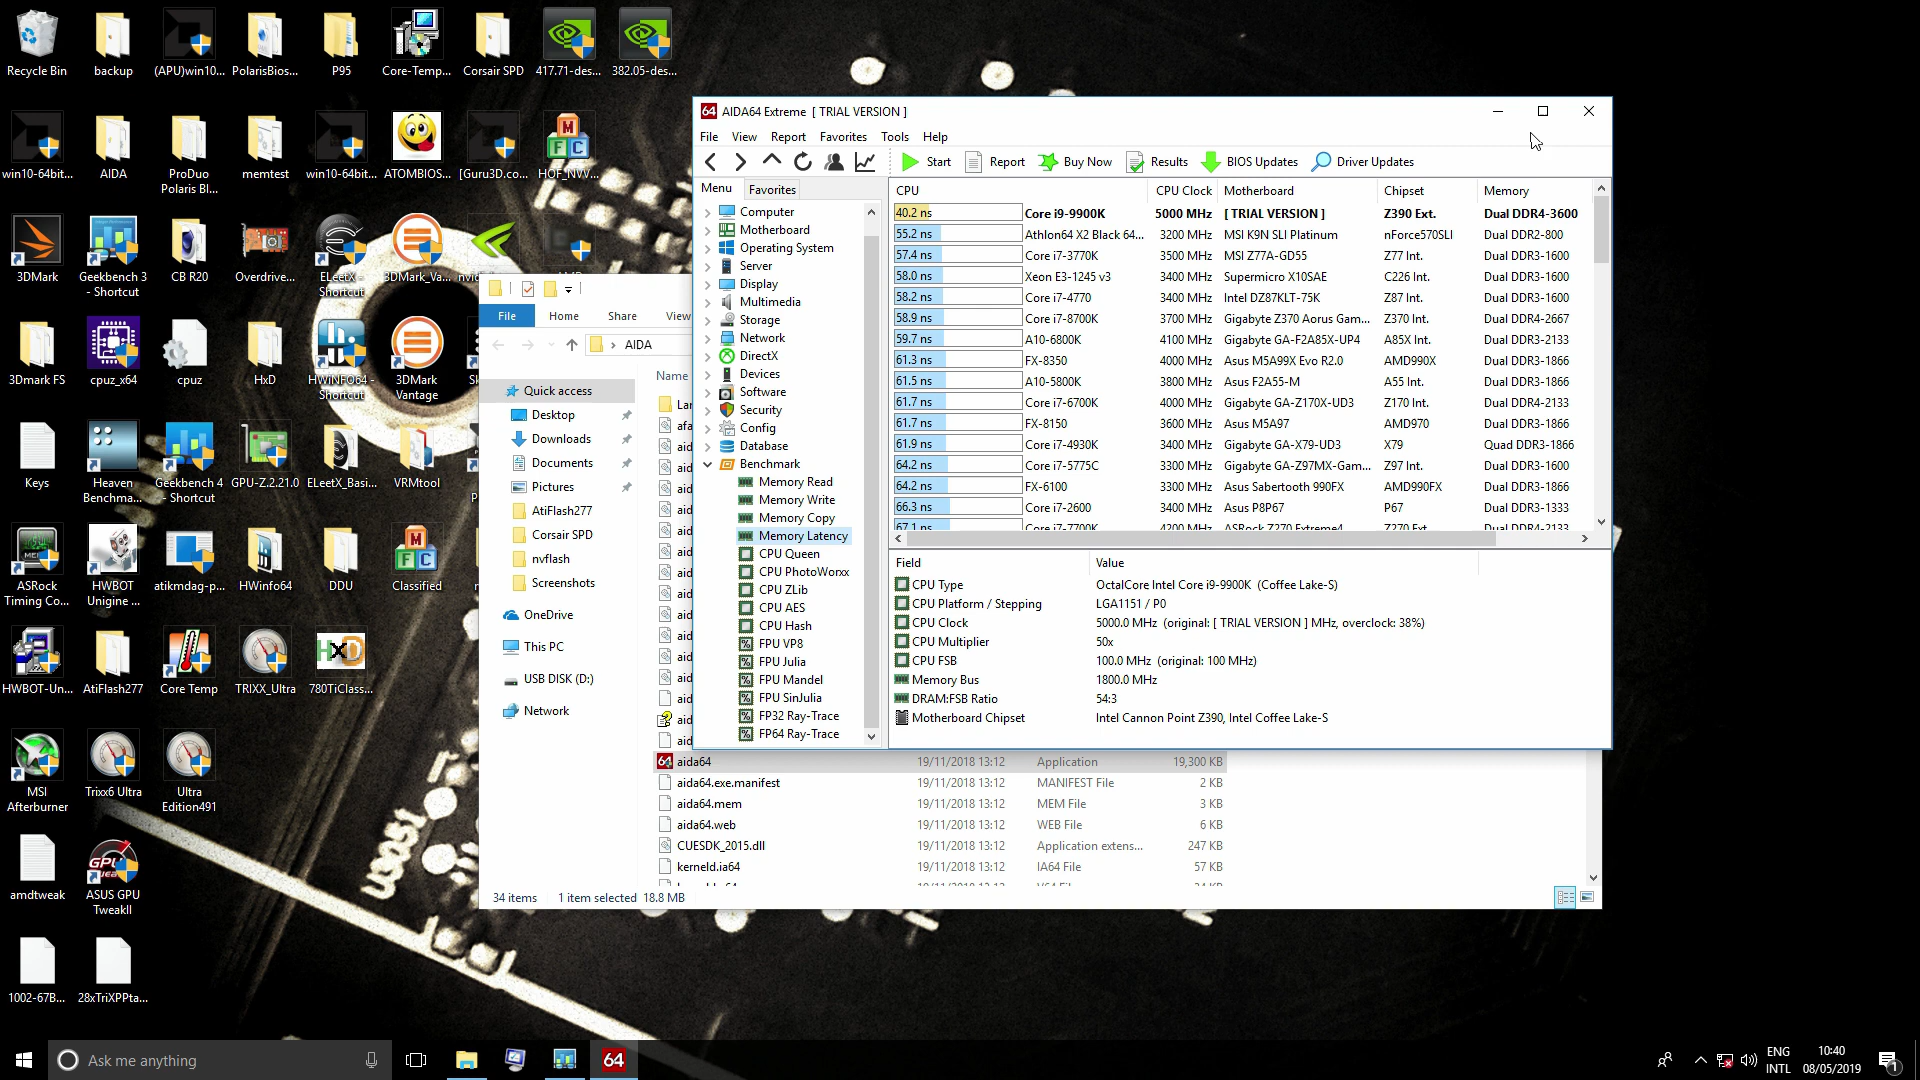 Recycle Bin
backup
(APU)win10...
PolarisBios...
P95
Core-Temp...
Corsair SPD
417.71-des...
382.05-des...
win10-64bit...
AIDA
ProDuo
Polaris Bl...
memtest
win10-64bit...
ATOMBIOS...
[Guru3D.co...
HOF_NVV...
3DMark
Geekbench 3
- Shortcut
CB R20
Overdrive...
ELeetX -
Shortcut
3DMark_Va...
3Dmark FS
cpuz_x64
cpuz
HxD
HWiNFO64 -
Shortcut
3DMark
Vantage
Keys
Heaven
Benchma...
Geekbench 4
- Shortcut
GPU-Z.2.21.0
ELeetX_Basi...
VRMtool
ASRock
Timing Co...
HWBOT
Unigine ...
atikmdag-p...
HWinfo64
DDU
Classified
HWBOT-Un...
AtiFlash277
Core Temp
TRIXX_Ultra
780TiClass...
MSI
Afterburner
Trixx6 Ultra
Ultra
Edition491
amdtweak
ASUS GPU
TweakII
1002-67B...
28xTriXPPta...
64 AIDA64 Extreme [ TRIAL VERSION ]
File View Report Favorites Tools Help
Start Report Buy Now Results BIOS Updates Driver Updates
Menu Favorites
Computer
Motherboard
Operating System
Server
Display
Multimedia
Storage
Network
DirectX
Devices
Software
Security
Config
Database
Benchmark
Memory Read
Memory Write
Memory Copy
Memory Latency
CPU Queen
CPU PhotoWorxx
CPU ZLib
CPU AES
CPU Hash
FPU VP8
FPU Julia
FPU Mandel
FPU SinJulia
FP32 Ray-Trace
FP64 Ray-Trace
CPU CPU Clock Motherboard Chipset Memory
40.2 ns Core i9-9900K 5000 MHz [ TRIAL VERSION ] Z390 Ext. Dual DDR4-3600
55.2 ns Athlon64 X2 Black 64... 3200 MHz MSI K9N SLI Platinum nForce570SLI Dual DDR2-800
57.4 ns Core i7-3770K 3500 MHz MSI Z77A-GD55 Z77 Int. Dual DDR3-1600
58.0 ns Xeon E3-1245 v3 3400 MHz Supermicro X10SAE C226 Int. Dual DDR3-1600
58.2 ns Core i7-4770 3400 MHz Intel DZ87KLT-75K Z87 Int. Dual DDR3-1600
58.9 ns Core i7-8700K 3700 MHz Gigabyte Z370 Aorus Gam... Z370 Int. Dual DDR4-2667
59.7 ns A10-6800K 4100 MHz Gigabyte GA-F2A85X-UP4 A85X Int. Dual DDR3-2133
61.3 ns FX-8350 4000 MHz Asus M5A99X Evo R2.0 AMD990X Dual DDR3-1866
61.5 ns A10-5800K 3800 MHz Asus F2A55-M A55 Int. Dual DDR3-1866
61.7 ns Core i7-6700K 4000 MHz Gigabyte GA-Z170X-UD3 Z170 Int. Dual DDR4-2133
61.7 ns FX-8150 3600 MHz Asus M5A97 AMD970 Dual DDR3-1866
61.9 ns Core i7-4930K 3400 MHz Gigabyte GA-X79-UD3 X79 Quad DDR3-1866
64.2 ns Core i7-5775C 3300 MHz Gigabyte GA-Z97MX-Gam... Z97 Int. Dual DDR3-1600
64.2 ns FX-6100 3300 MHz Asus Sabertooth 990FX AMD990FX Dual DDR3-1866
66.3 ns Core i7-2600 3400 MHz Asus P8P67 P67 Dual DDR3-1333
67.1 ns Core i7-7700K 4200 MHz ASRock Z270 Extreme4 Z270 Ext. Dual DDR4-2133
Field Value
CPU Type OctalCore Intel Core i9-9900K (Coffee Lake-S)
CPU Platform / Stepping LGA1151 / P0
CPU Clock 5000.0 MHz (original: [ TRIAL VERSION ] MHz, overclock: 38%)
CPU Multiplier 50x
CPU FSB 100.0 MHz (original: 100 MHz)
Memory Bus 1800.0 MHz
DRAM:FSB Ratio 54:3
Motherboard Chipset Intel Cannon Point Z390, Intel Coffee Lake-S
File Home Share View
AIDA
Name
Quick access
Desktop
Downloads
Documents
Pictures
AtiFlash277
Corsair SPD
nvflash
Screenshots
OneDrive
This PC
USB DISK (D:)
Network
aida64 19/11/2018 13:12 Application 19,300 KB
aida64.exe.manifest 19/11/2018 13:12 MANIFEST File 2 KB
aida64.mem 19/11/2018 13:12 MEM File 3 KB
aida64.web 19/11/2018 13:12 WEB File 6 KB
CUESDK_2015.dll 19/11/2018 13:12 Application extens... 247 KB
kerneld.ia64 19/11/2018 13:12 IA64 File 57 KB
34 items 1 item selected 18.8 MB
Ask me anything
64
ENG
INTL
10:40
08/05/2019
1